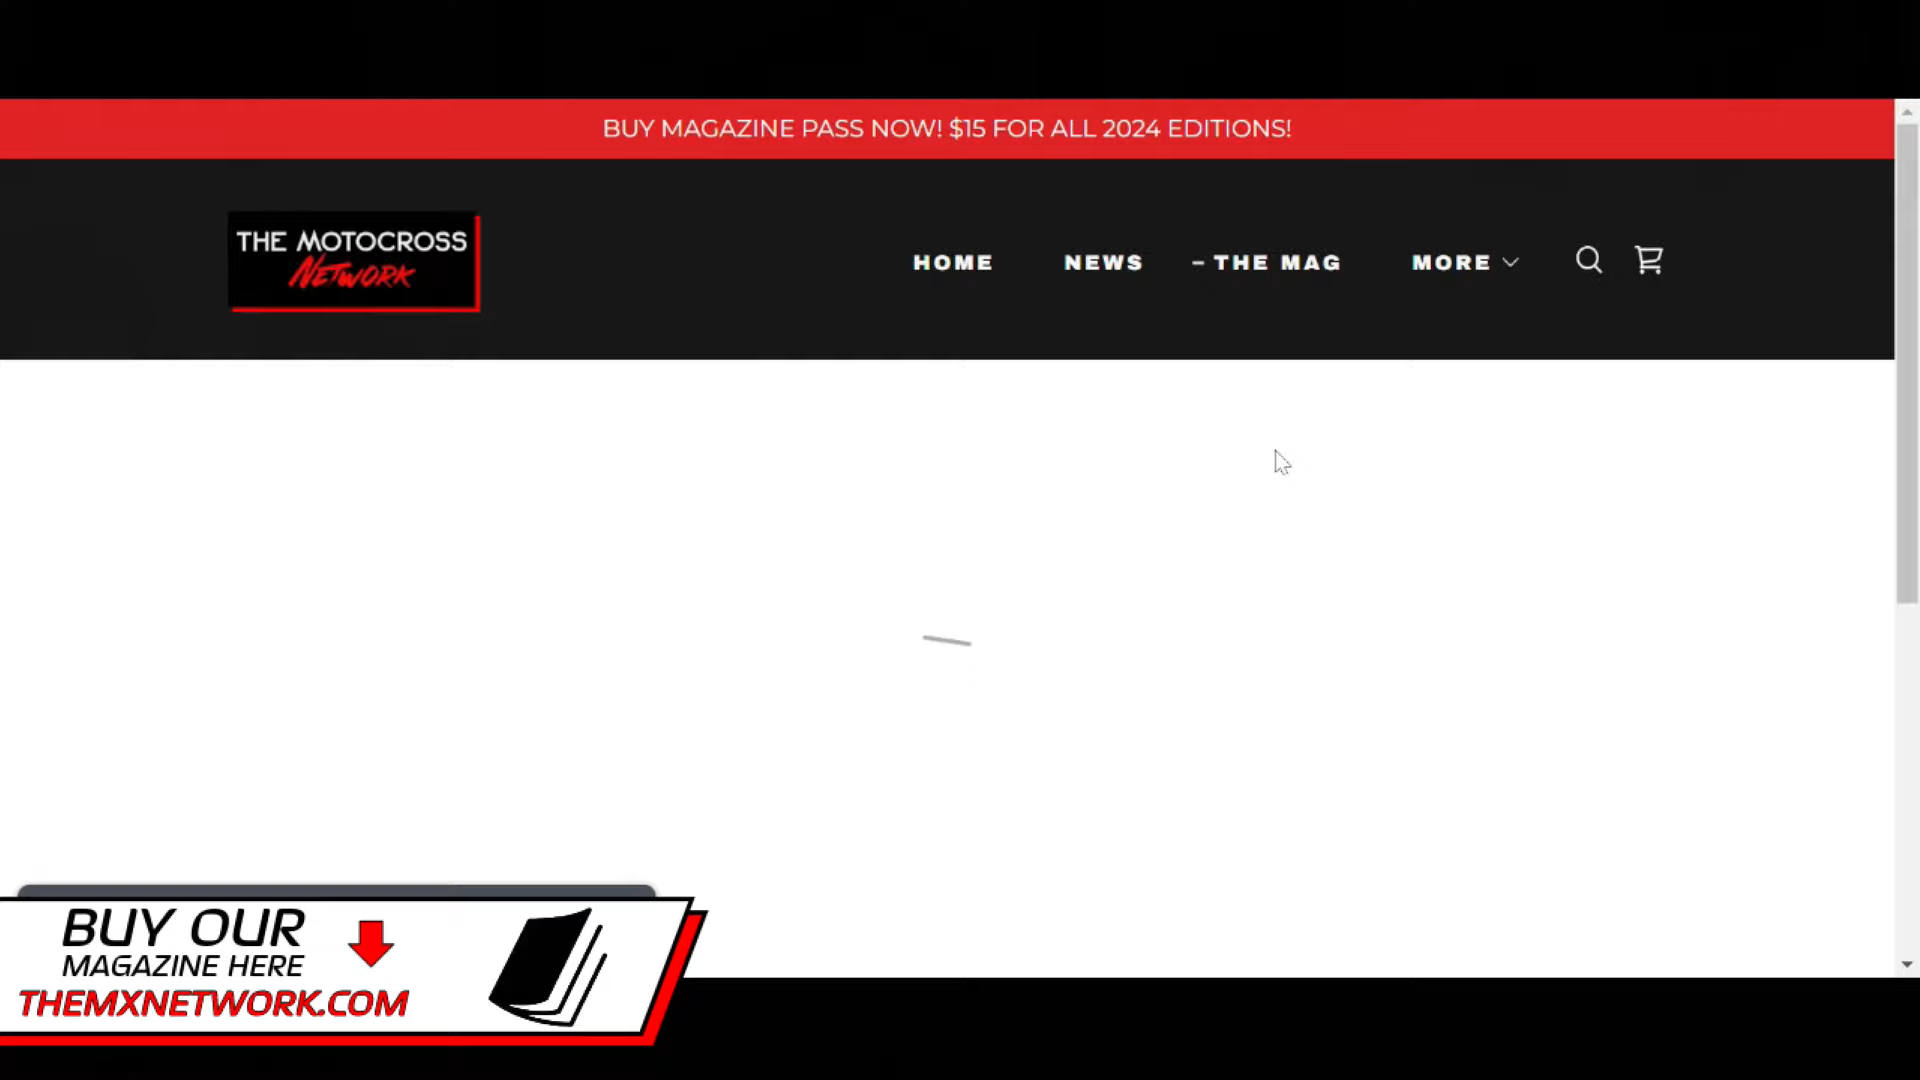 BUY MAGAZINE PASS NOW! $15 FOR ALL 2024 EDITIONS!
THE MOTOCROSS
NETWORK
HOME NEWS – THE MAG MORE
BUY OUR
MAGAZINE HERE
THEMXNETWORK.COM